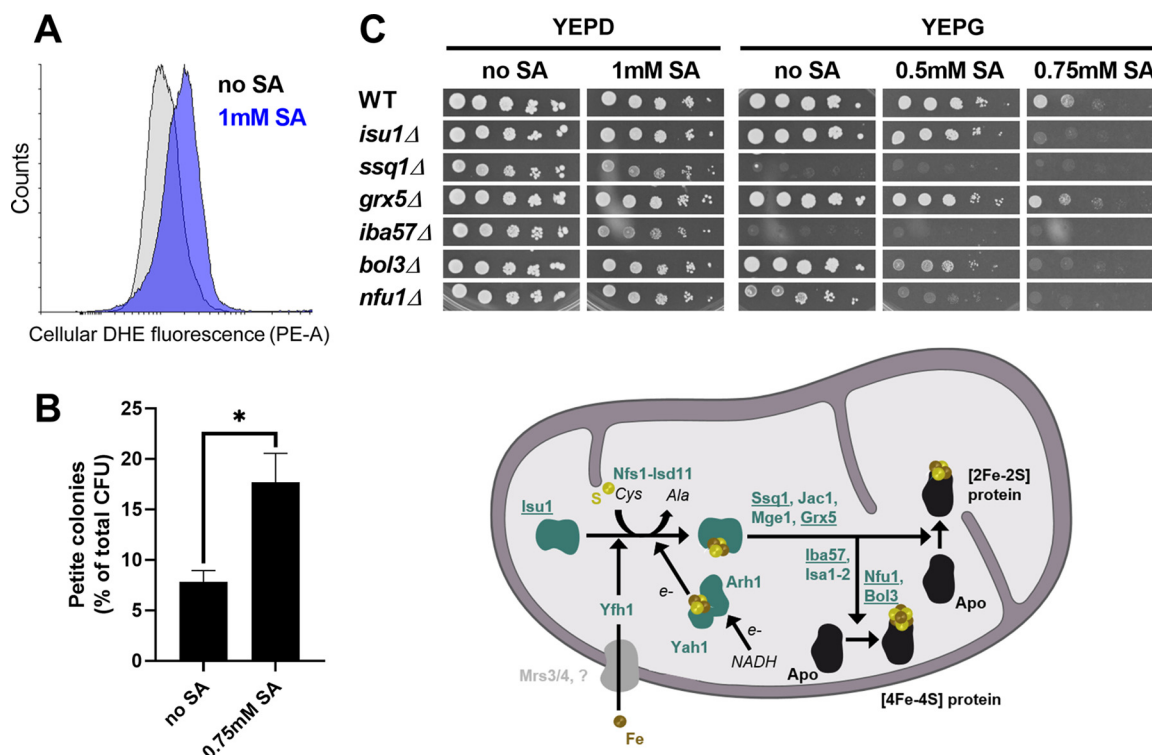 A
no SA
1mM SA
Counts
Cellular DHE fluorescence (PE-A)
B
25
20
15
10
5
0
*
Petite colonies
(% of total CFU)
no SA
0.75mM SA
C
YEPD
YEPG
no SA
1mM SA
no SA
0.5mM SA
0.75mM SA
WT
isu1Δ
ssq1Δ
grx5Δ
iba57Δ
bol3Δ
nfu1Δ
Nfs1-Isd11
S
Cys
Ala
Isu1
Ssq1, Jac1,
Mge1, Grx5
[2Fe-2S]
protein
Iba57,
Isa1-2
Nfu1,
Bol3
Arh1
e-
Yfh1
Yah1
e-
NADH
Apo
Apo
Mrs3/4, ?
[4Fe-4S] protein
Fe